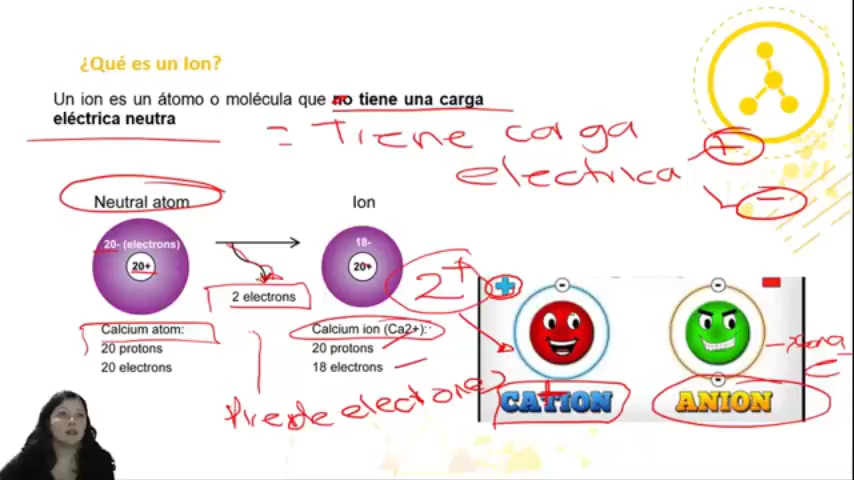 ¿Qué es un Ion?
Un ion es un átomo o molécula que no tiene una carga
eléctrica neutra
= Tiene carga
electrica
+
-
Neutral atom
Ion
20- (electrons)
20+
18-
20+
2+
2 electrons
Calcium atom:
20 protons
20 electrons
Calcium ion (Ca2+):
20 protons
18 electrons
Pierde electrones
+
-
CATION
+
-
-
ANION